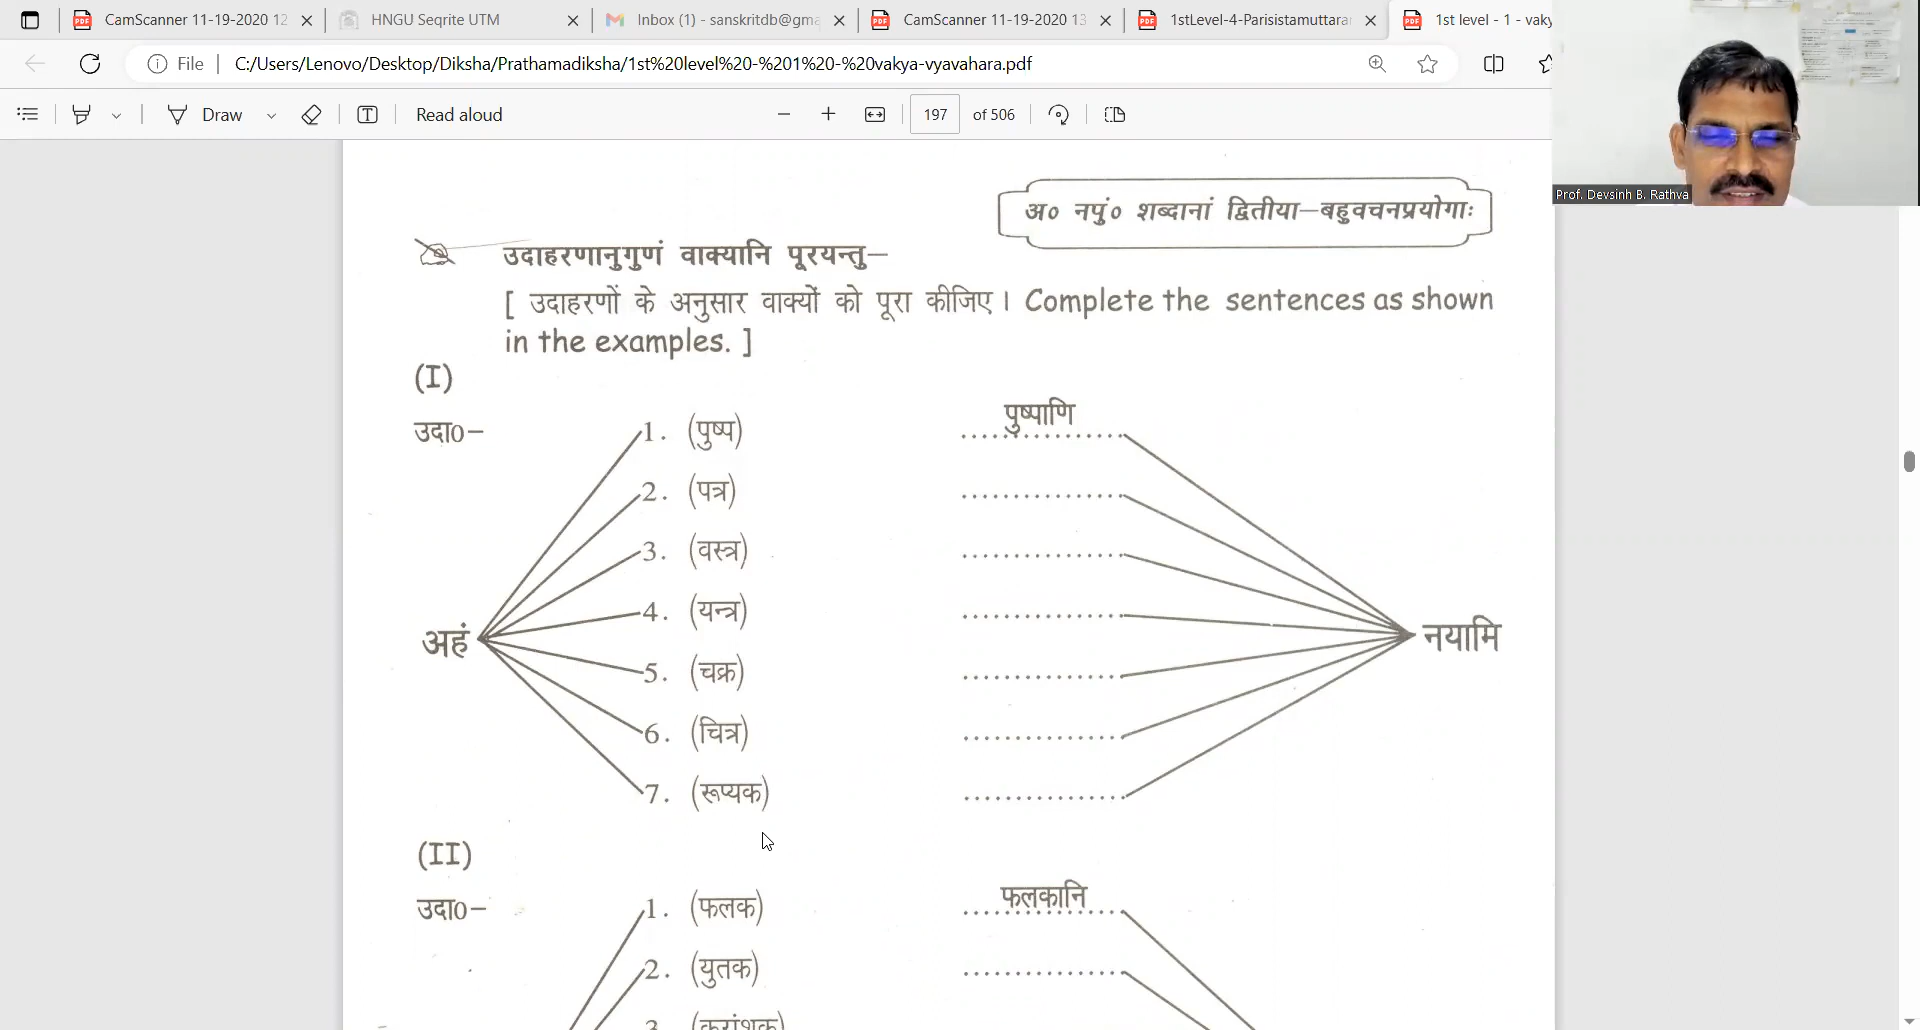 CamScanner 11-19-2020 12
HNGU Seqrite UTM
Inbox (1) - sanskritdb@gma
CamScanner 11-19-2020 13
1stLevel-4-Parisistamuttarar
1st level - 1 - vaky
File
C:/Users/Lenovo/Desktop/Diksha/Prathamadiksha/1st%20level%20-%201%20-%20vakya-vyavahara.pdf
Draw
Read aloud
197 of 506
Prof. Devsinh B. Rathva
अ० नपुं० शब्दानां द्वितीया–बहुवचनप्रयोगाः
उदाहरणानुगुणं वाक्यानि पूरयन्तु–
[ उदाहरणों के अनुसार वाक्यों को पूरा कीजिए। Complete the sentences as shown
in the examples. ]
(I)
उदा०– 1. (पुष्प) पुष्पाणि
2. (पत्र) ...............
3. (वस्त्र) ...............
4. (यन्त्र) ...............
अहं नयामि
5. (चक्र) ...............
6. (चित्र) ...............
7. (रूप्यक) ...............
(II)
उदा०– 1. (फलक) फलकानि
2. (युतक) ...............
3.